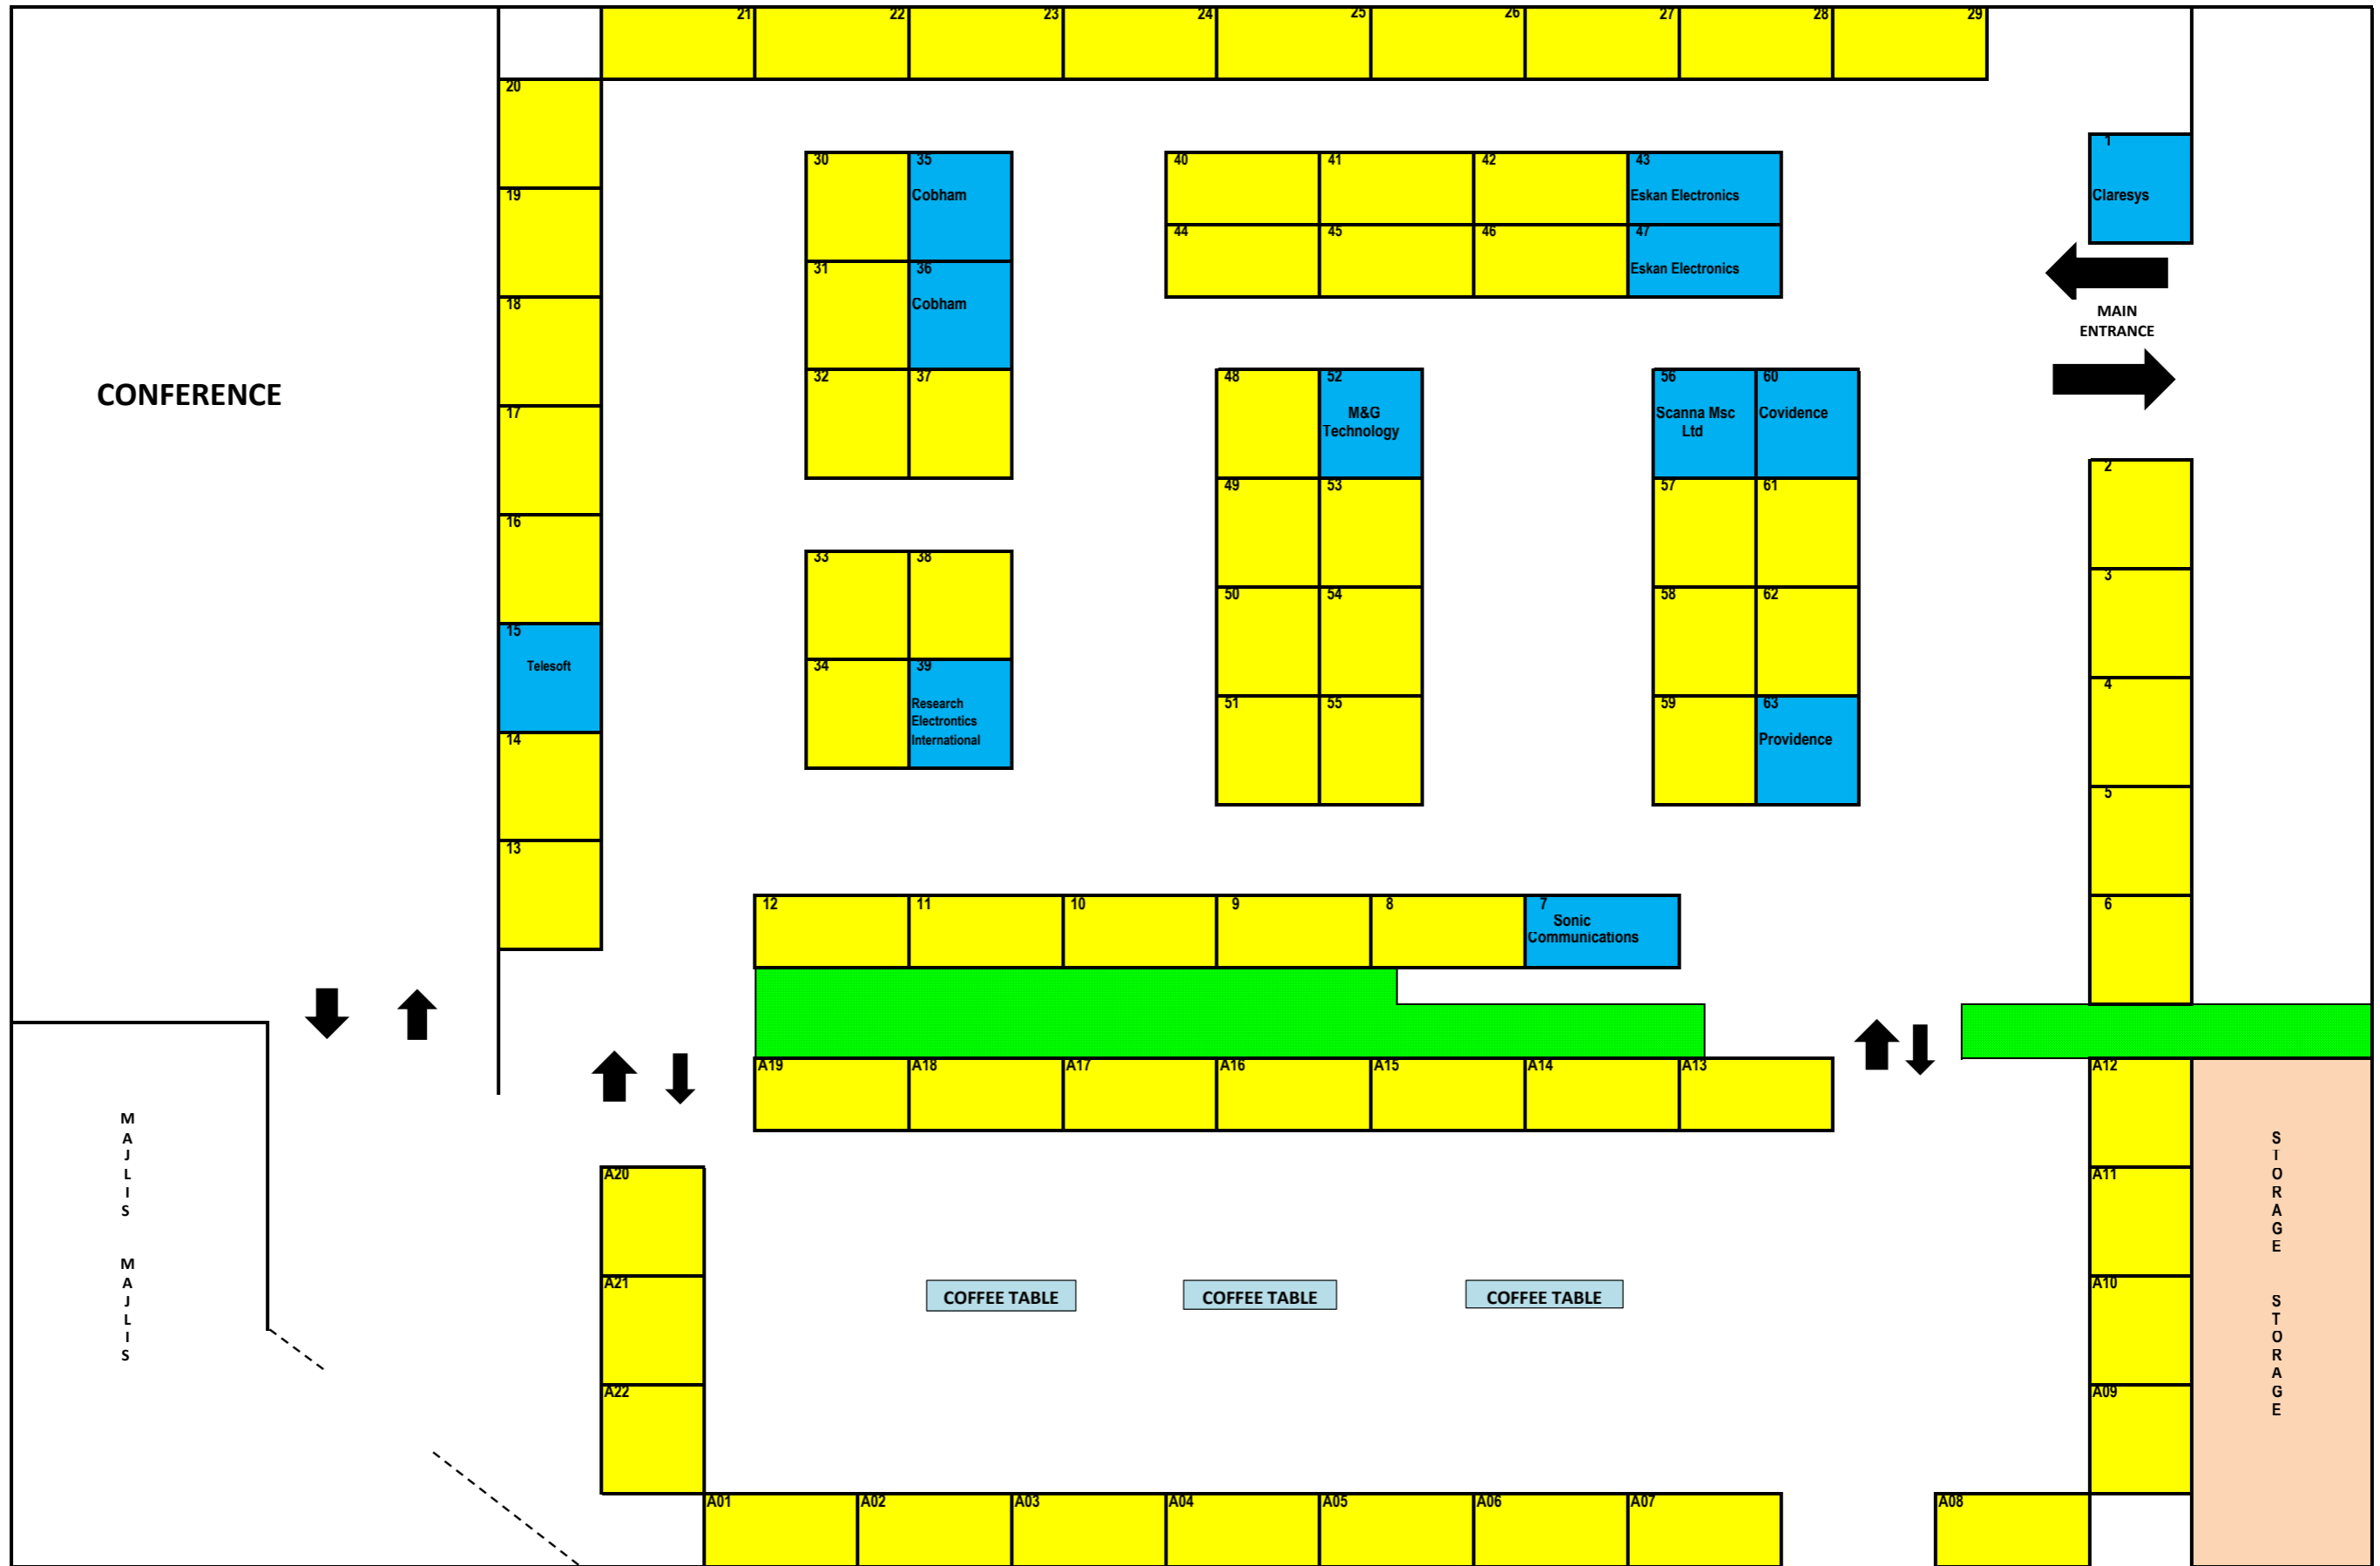 21
22
23
24
25
26
27
28
29
20
1
30
35
40
41
42
43
19
Cobham
Eskan Electronics
Claresys
44
45
46
47
31
36
Eskan Electronics
18
Cobham
MAIN
ENTRANCE
32
37
48
52
56
60
CONFERENCE
17
M&G
Technology
Scanna Msc
Ltd
Covidence
2
49
53
57
61
16
33
38
3
50
54
58
62
15
Telesoft
34
39
4
Research
Electrontics
International
51
55
59
63
Providence
14
5
13
12
11
10
9
8
7
Sonic
Communications
6
A19
A18
A17
A16
A15
A14
A13
A12
M
A
J
L
I
S
M
A
J
L
I
S
S
T
O
R
A
G
E
S
T
O
R
A
G
E
A20
A11
A21
A10
COFFEE TABLE
COFFEE TABLE
COFFEE TABLE
A22
A09
A01
A02
A03
A04
A05
A06
A07
A08